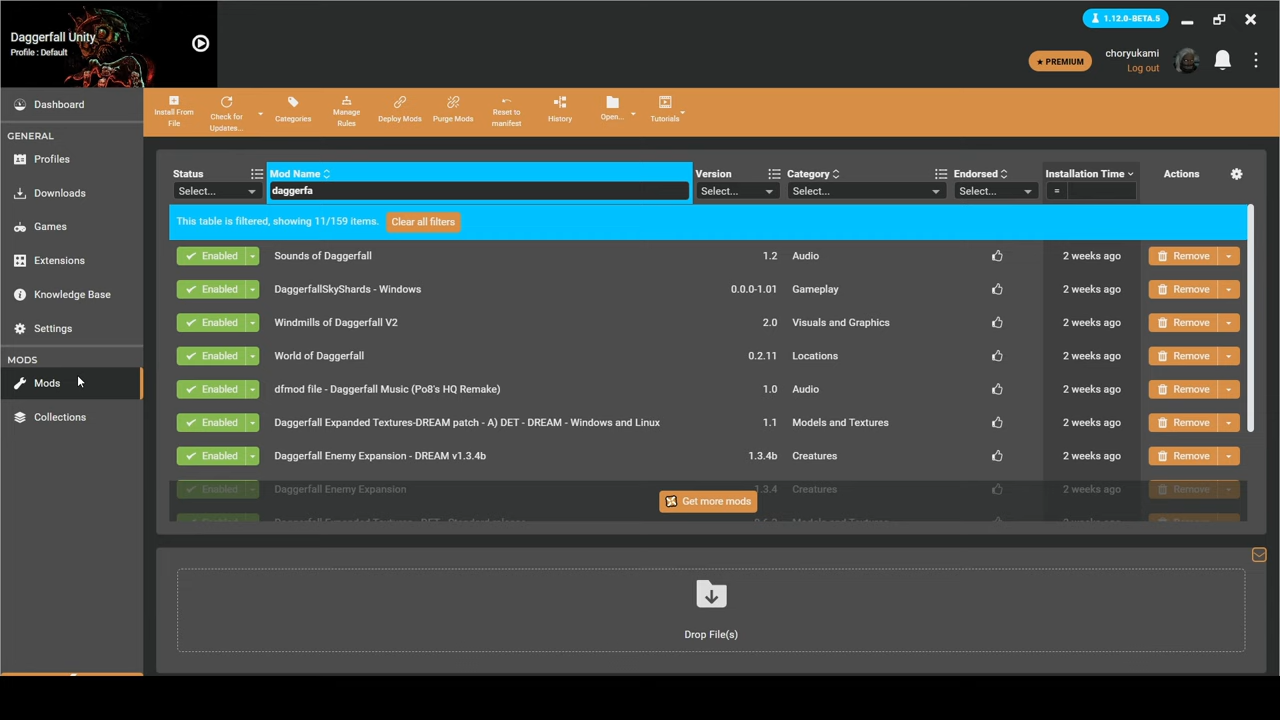 Daggerfall Unity
Profile : Default
1.12.0-BETA.5
PREMIUM
choryukami
Log out
Dashboard
GENERAL
Profiles
Downloads
Games
Extensions
Knowledge Base
Settings
MODS
Mods
Collections
Install From File
Check for Updates...
Categories
Manage Rules
Deploy Mods
Purge Mods
Reset to manifest
History
Open...
Tutorials
Status Mod Name Version Category Endorsed Installation Time Actions
Select... daggerfa Select... Select... Select... =
This table is filtered, showing 11/159 items. Clear all filters
Enabled Sounds of Daggerfall 1.2 Audio 2 weeks ago Remove
Enabled DaggerfallSkyShards - Windows 0.0.0-1.01 Gameplay 2 weeks ago Remove
Enabled Windmills of Daggerfall V2 2.0 Visuals and Graphics 2 weeks ago Remove
Enabled World of Daggerfall 0.2.11 Locations 2 weeks ago Remove
Enabled dfmod file - Daggerfall Music (Po8's HQ Remake) 1.0 Audio 2 weeks ago Remove
Enabled Daggerfall Expanded Textures-DREAM patch - A) DET - DREAM - Windows and Linux 1.1 Models and Textures 2 weeks ago Remove
Enabled Daggerfall Enemy Expansion - DREAM v1.3.4b 1.3.4b Creatures 2 weeks ago Remove
Enabled Daggerfall Enemy Expansion 1.3.4 Creatures 2 weeks ago Remove
Get more mods
Drop File(s)